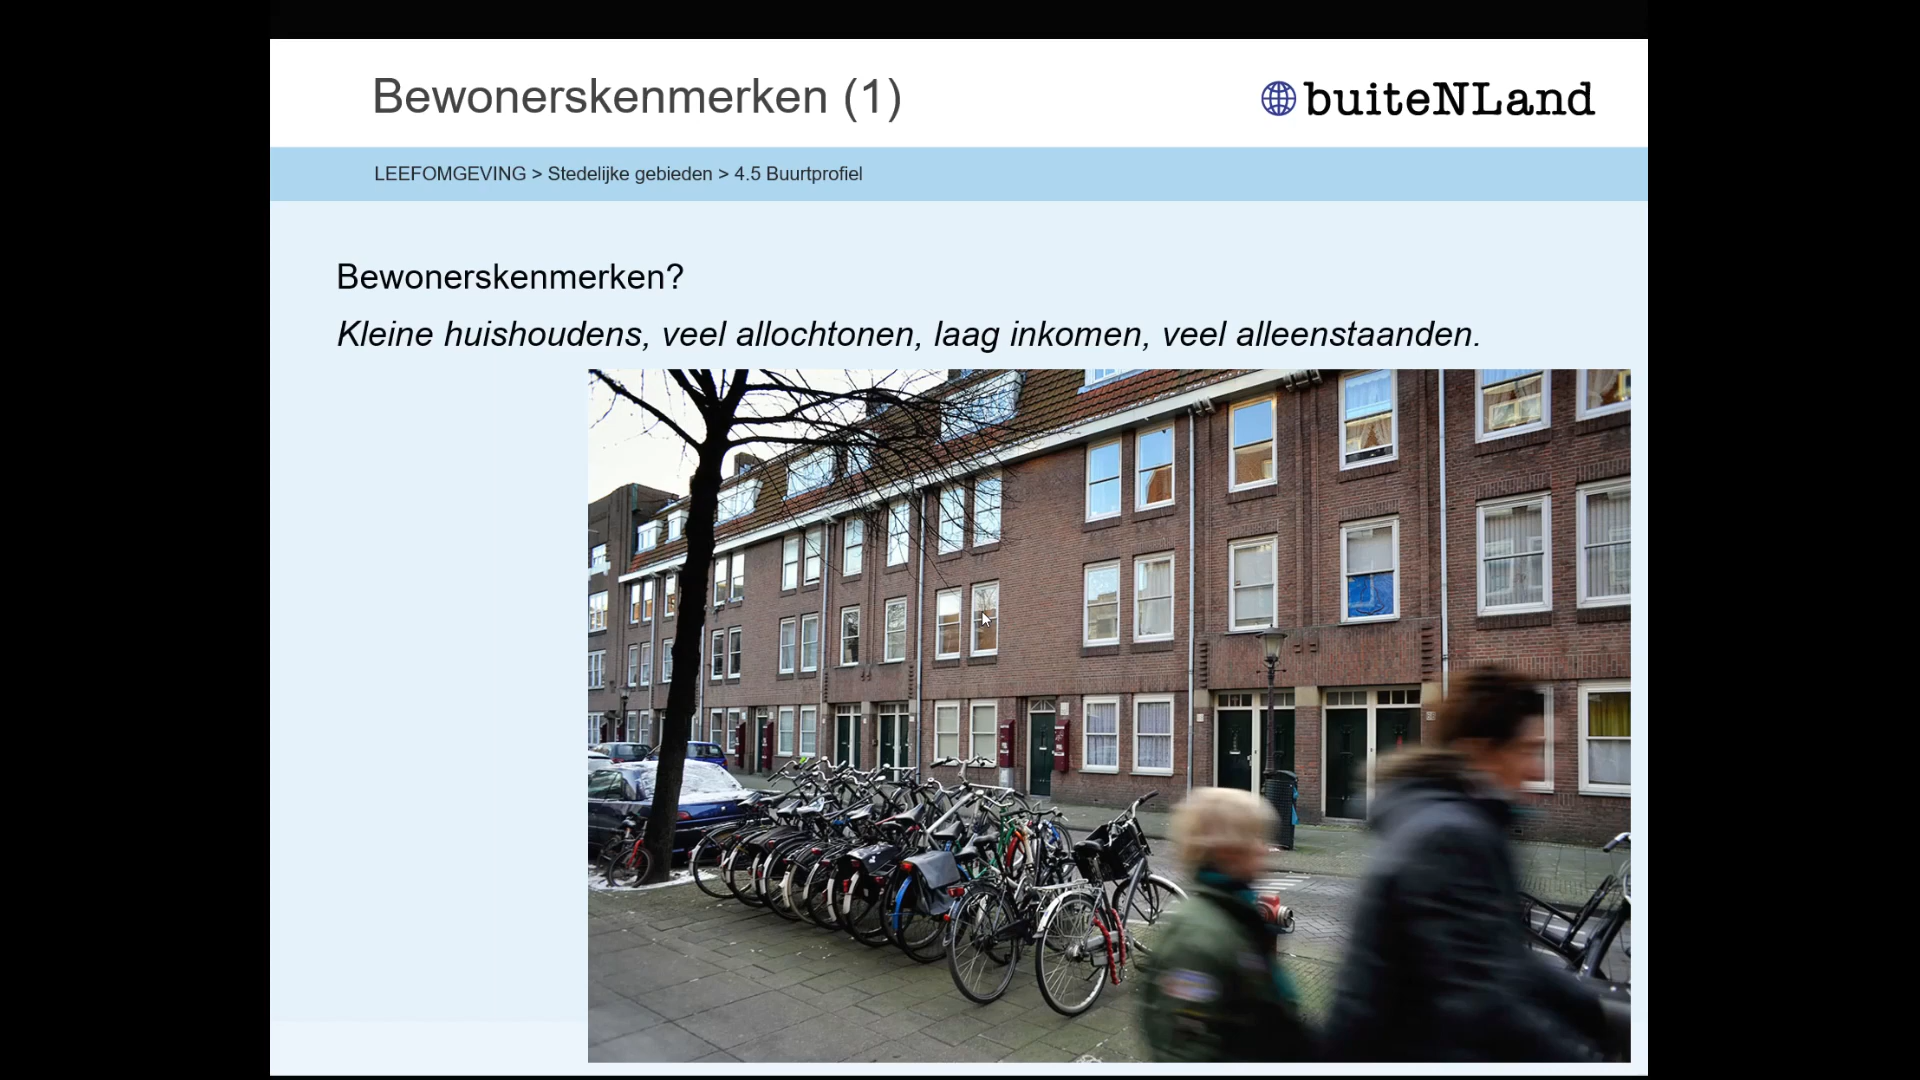 Bewonerskenmerken (1)
buiteNLand
LEEFOMGEVING > Stedelijke gebieden > 4.5 Buurtprofiel
Bewonerskenmerken?
Kleine huishoudens, veel allochtonen, laag inkomen, veel alleenstaanden.